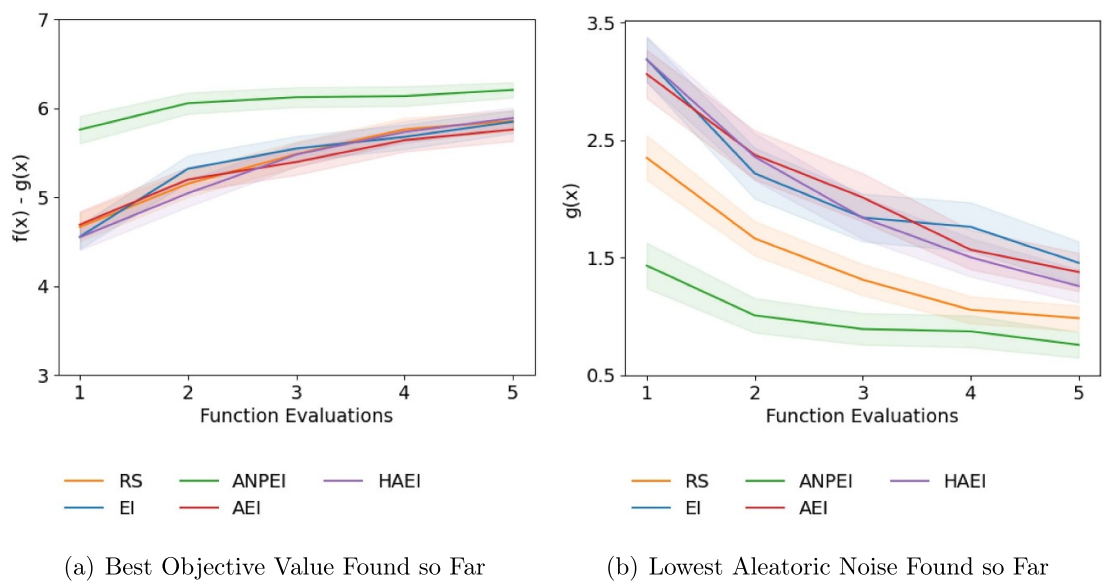 7
6
5
4
3
f(x) - g(x)
1 2 3 4 5
Function Evaluations
RS ANPEI HAEI
EI AEI
(a) Best Objective Value Found so Far
3.5
2.5
1.5
0.5
g(x)
1 2 3 4 5
Function Evaluations
RS ANPEI HAEI
EI AEI
(b) Lowest Aleatoric Noise Found so Far